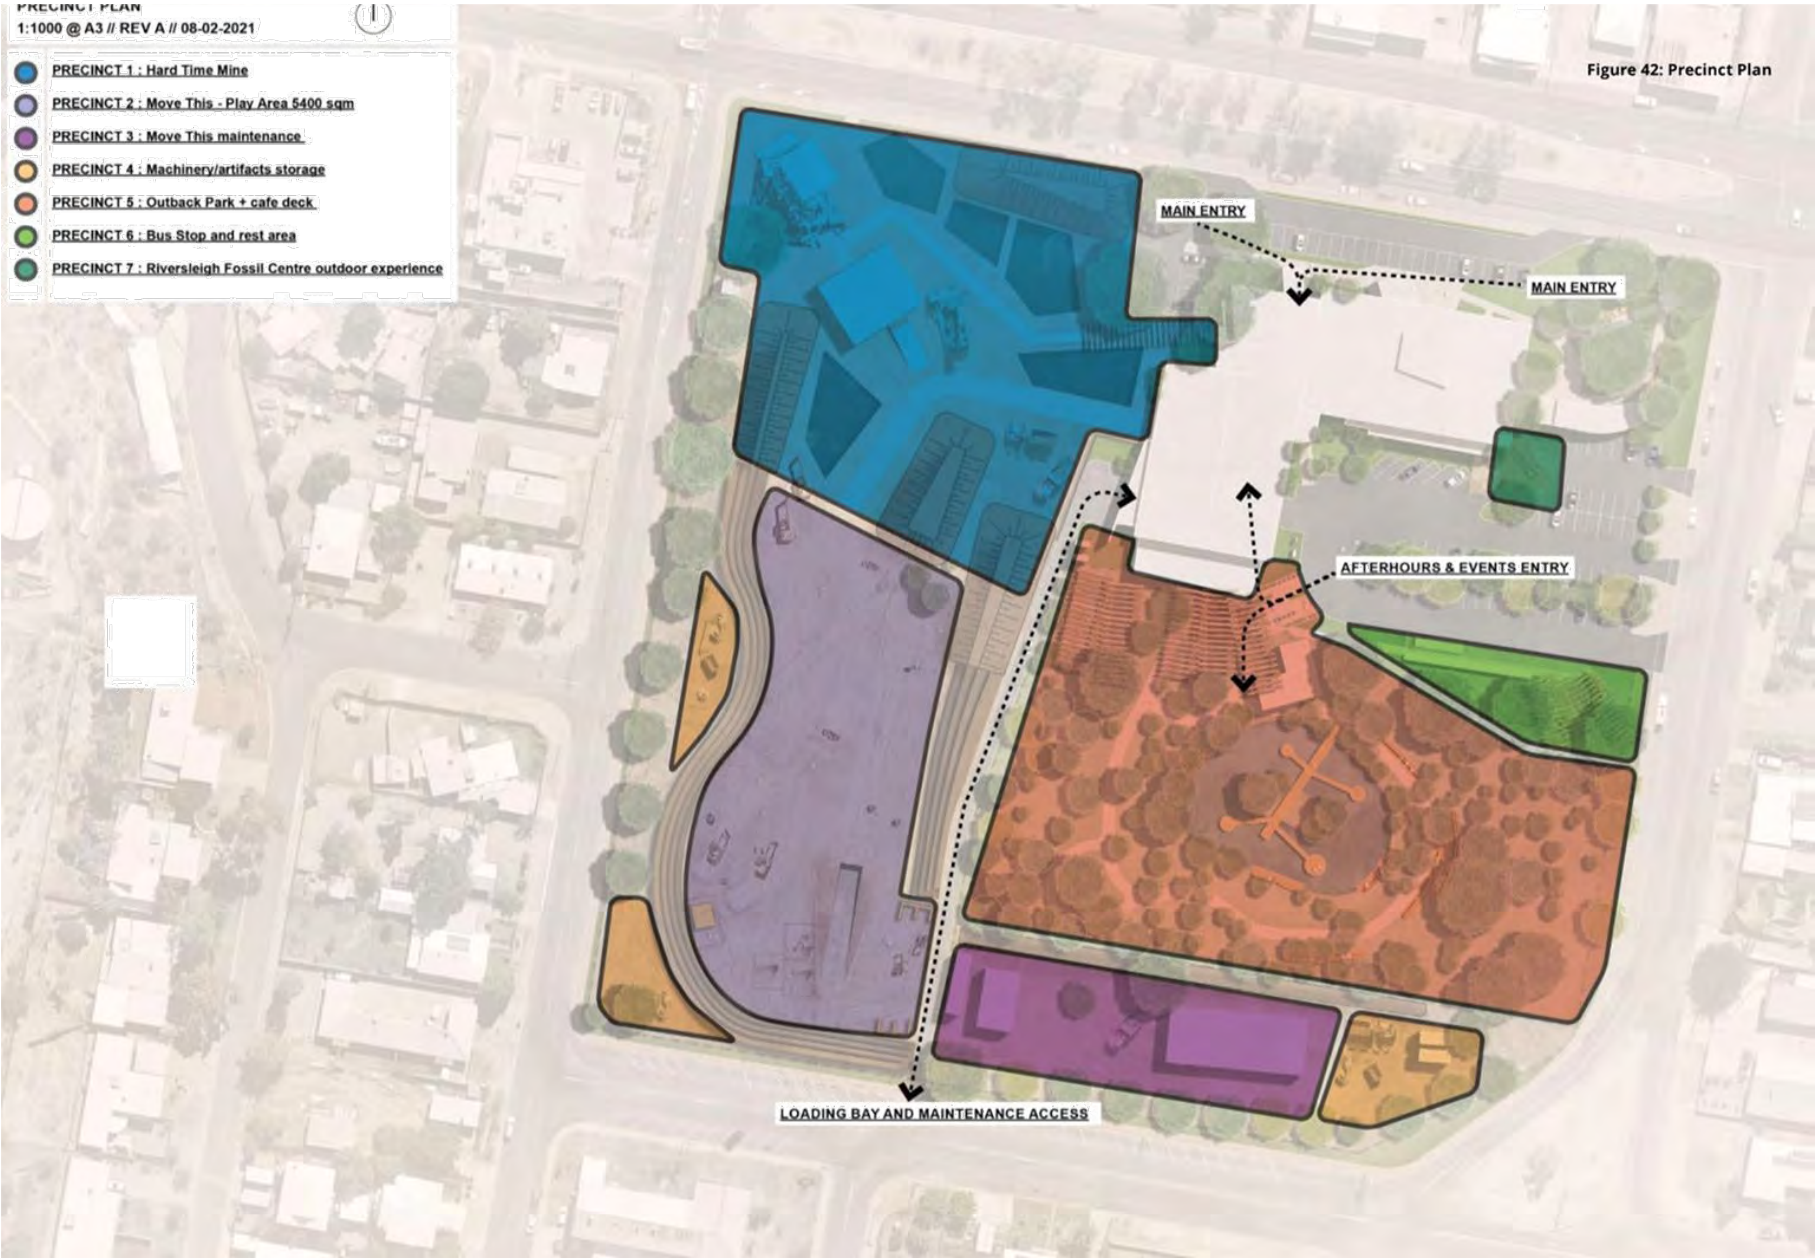 PRECINCT PLAN
1:1000 @ A3 // REV A // 08-02-2021
PRECINCT 1 : Hard Time Mine
PRECINCT 2 : Move This - Play Area 5400 sqm
PRECINCT 3 : Move This maintenance
PRECINCT 4 : Machinery/artifacts storage
PRECINCT 5 : Outback Park + cafe deck
PRECINCT 6 : Bus Stop and rest area
PRECINCT 7 : Riversleigh Fossil Centre outdoor experience
Figure 42: Precinct Plan
MAIN ENTRY
MAIN ENTRY
AFTERHOURS & EVENTS ENTRY
LOADING BAY AND MAINTENANCE ACCESS